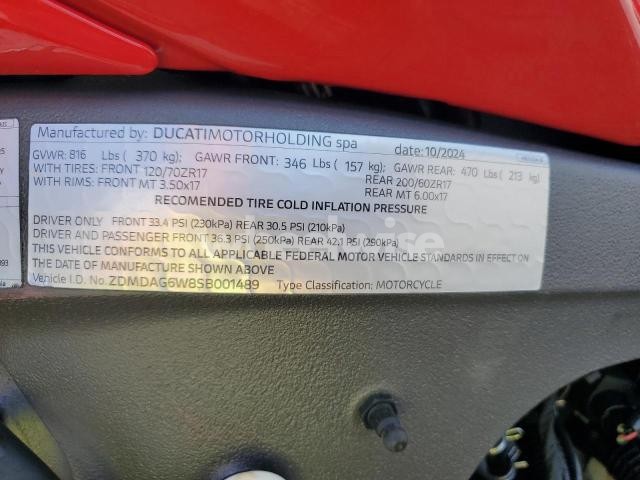 Manufactured by: DUCATIMOTORHOLDING spa date: 10/2024
GVWR: 816 Lbs ( 370 kg); GAWR FRONT: 346 Lbs ( 157 kg); GAWR REAR: 470 lbs ( 213 kg)
WITH TIRES: FRONT 120/70ZR17 REAR 200/60ZR17
WITH RIMS: FRONT MT 3.50x17 REAR MT 6.00x17
RECOMENDED TIRE COLD INFLATION PRESSURE
DRIVER ONLY FRONT 33.4 PSI (230kPa) REAR 30.5 PSI (210kPa)
DRIVER AND PASSENGER FRONT 36.3 PSI (250kPa) REAR 42.1 PSI (290kPa)
THIS VEHICLE CONFORMS TO ALL APPLICABLE FEDERAL MOTOR VEHICLE STANDARDS IN EFFECT ON
THE DATE OF MANUFACTURE SHOWN ABOVE
Vehicle I.D. No. ZDMDAG6W8SB001489 Type Classification: MOTORCYCLE